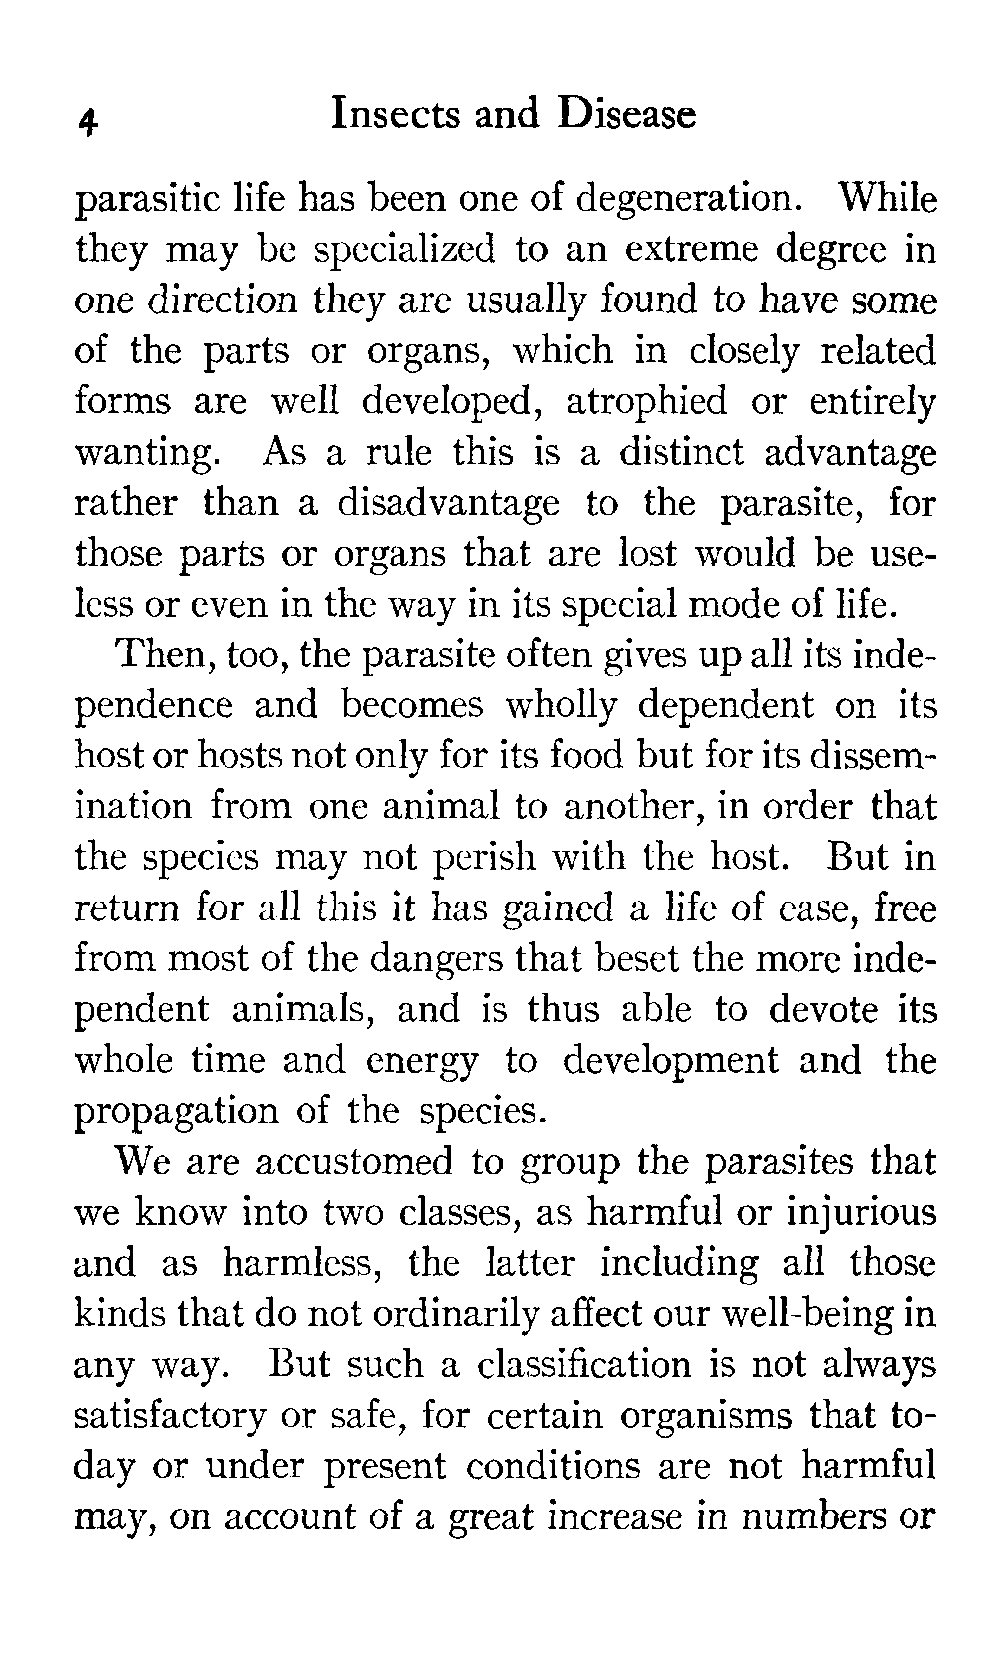 4 Insects and Disease
parasitic life has been one of degeneration. While
they may be specialized to an extreme degree in
one direction they are usually found to have some
of the parts or organs, which in closely related
forms are well developed, atrophied or entirely
wanting. As a rule this is a distinct advantage
rather than a disadvantage to the parasite, for
those parts or organs that are lost would be use-
less or even in the way in its special mode of life.
Then, too, the parasite often gives up all its inde-
pendence and becomes wholly dependent on its
host or hosts not only for its food but for its dissem-
ination from one animal to another, in order that
the species may not perish with the host. But in
return for all this it has gained a life of ease, free
from most of the dangers that beset the more inde-
pendent animals, and is thus able to devote its
whole time and energy to development and the
propagation of the species.
We are accustomed to group the parasites that
we know into two classes, as harmful or injurious
and as harmless, the latter including all those
kinds that do not ordinarily affect our well-being in
any way. But such a classification is not always
satisfactory or safe, for certain organisms that to-
day or under present conditions are not harmful
may, on account of a great increase in numbers or